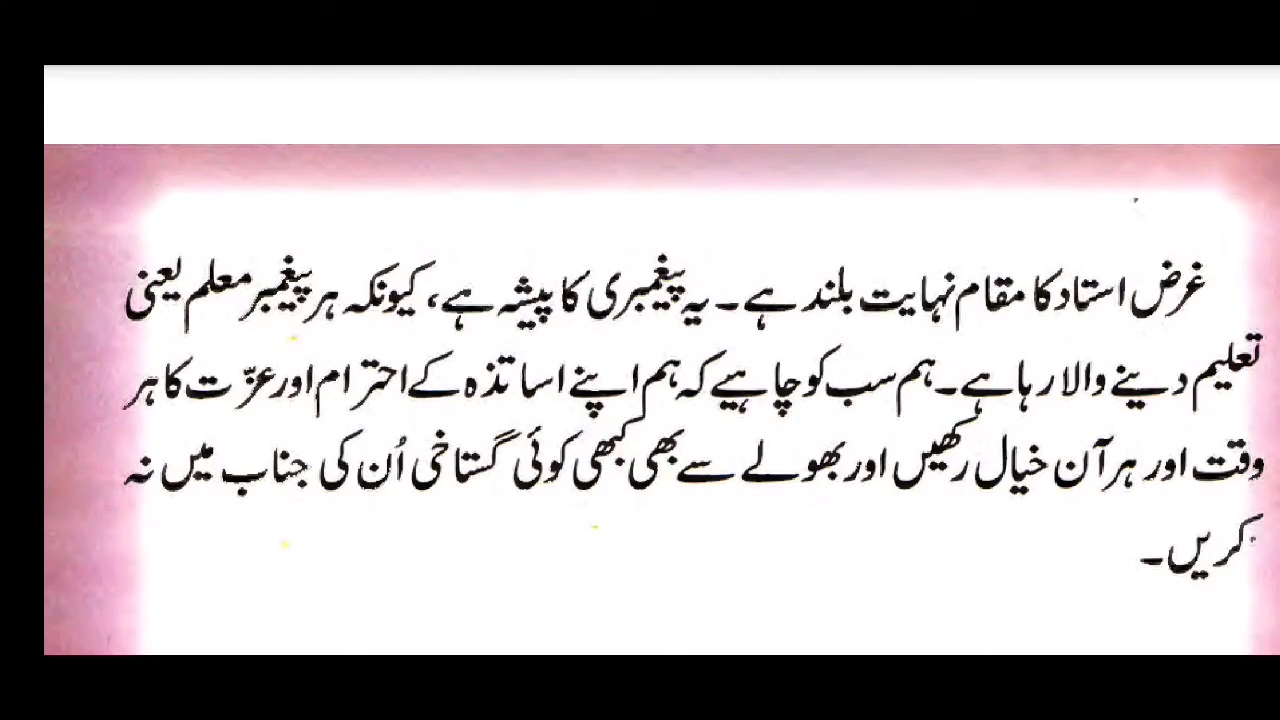 غرض استاد کا مقام نہایت بلند ہے۔ یہ پیغمبری کا پیشہ ہے، کیونکہ ہر پیغمبر معلم یعنی
تعلیم دینے والا رہا ہے۔ ہم سب کو چاہیے کہ ہم اپنے اساتذہ کے احترام اور عزّت کا ہر
وقت اور ہر آن خیال رکھیں اور بھولے سے بھی کبھی کوئی گستاخی اُن کی جناب میں نہ
کریں۔